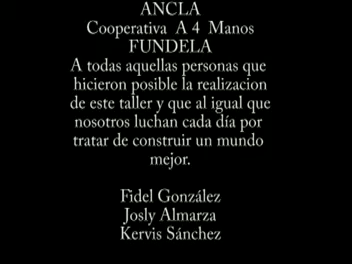 ANCLA
Cooperativa A 4 Manos
FUNDELA
A todas aquellas personas que
hicieron posible la realizacion
de este taller y que al igual que
nosotros luchan cada día por
tratar de construir un mundo
mejor.
Fidel González
Josly Almarza
Kervis Sánchez